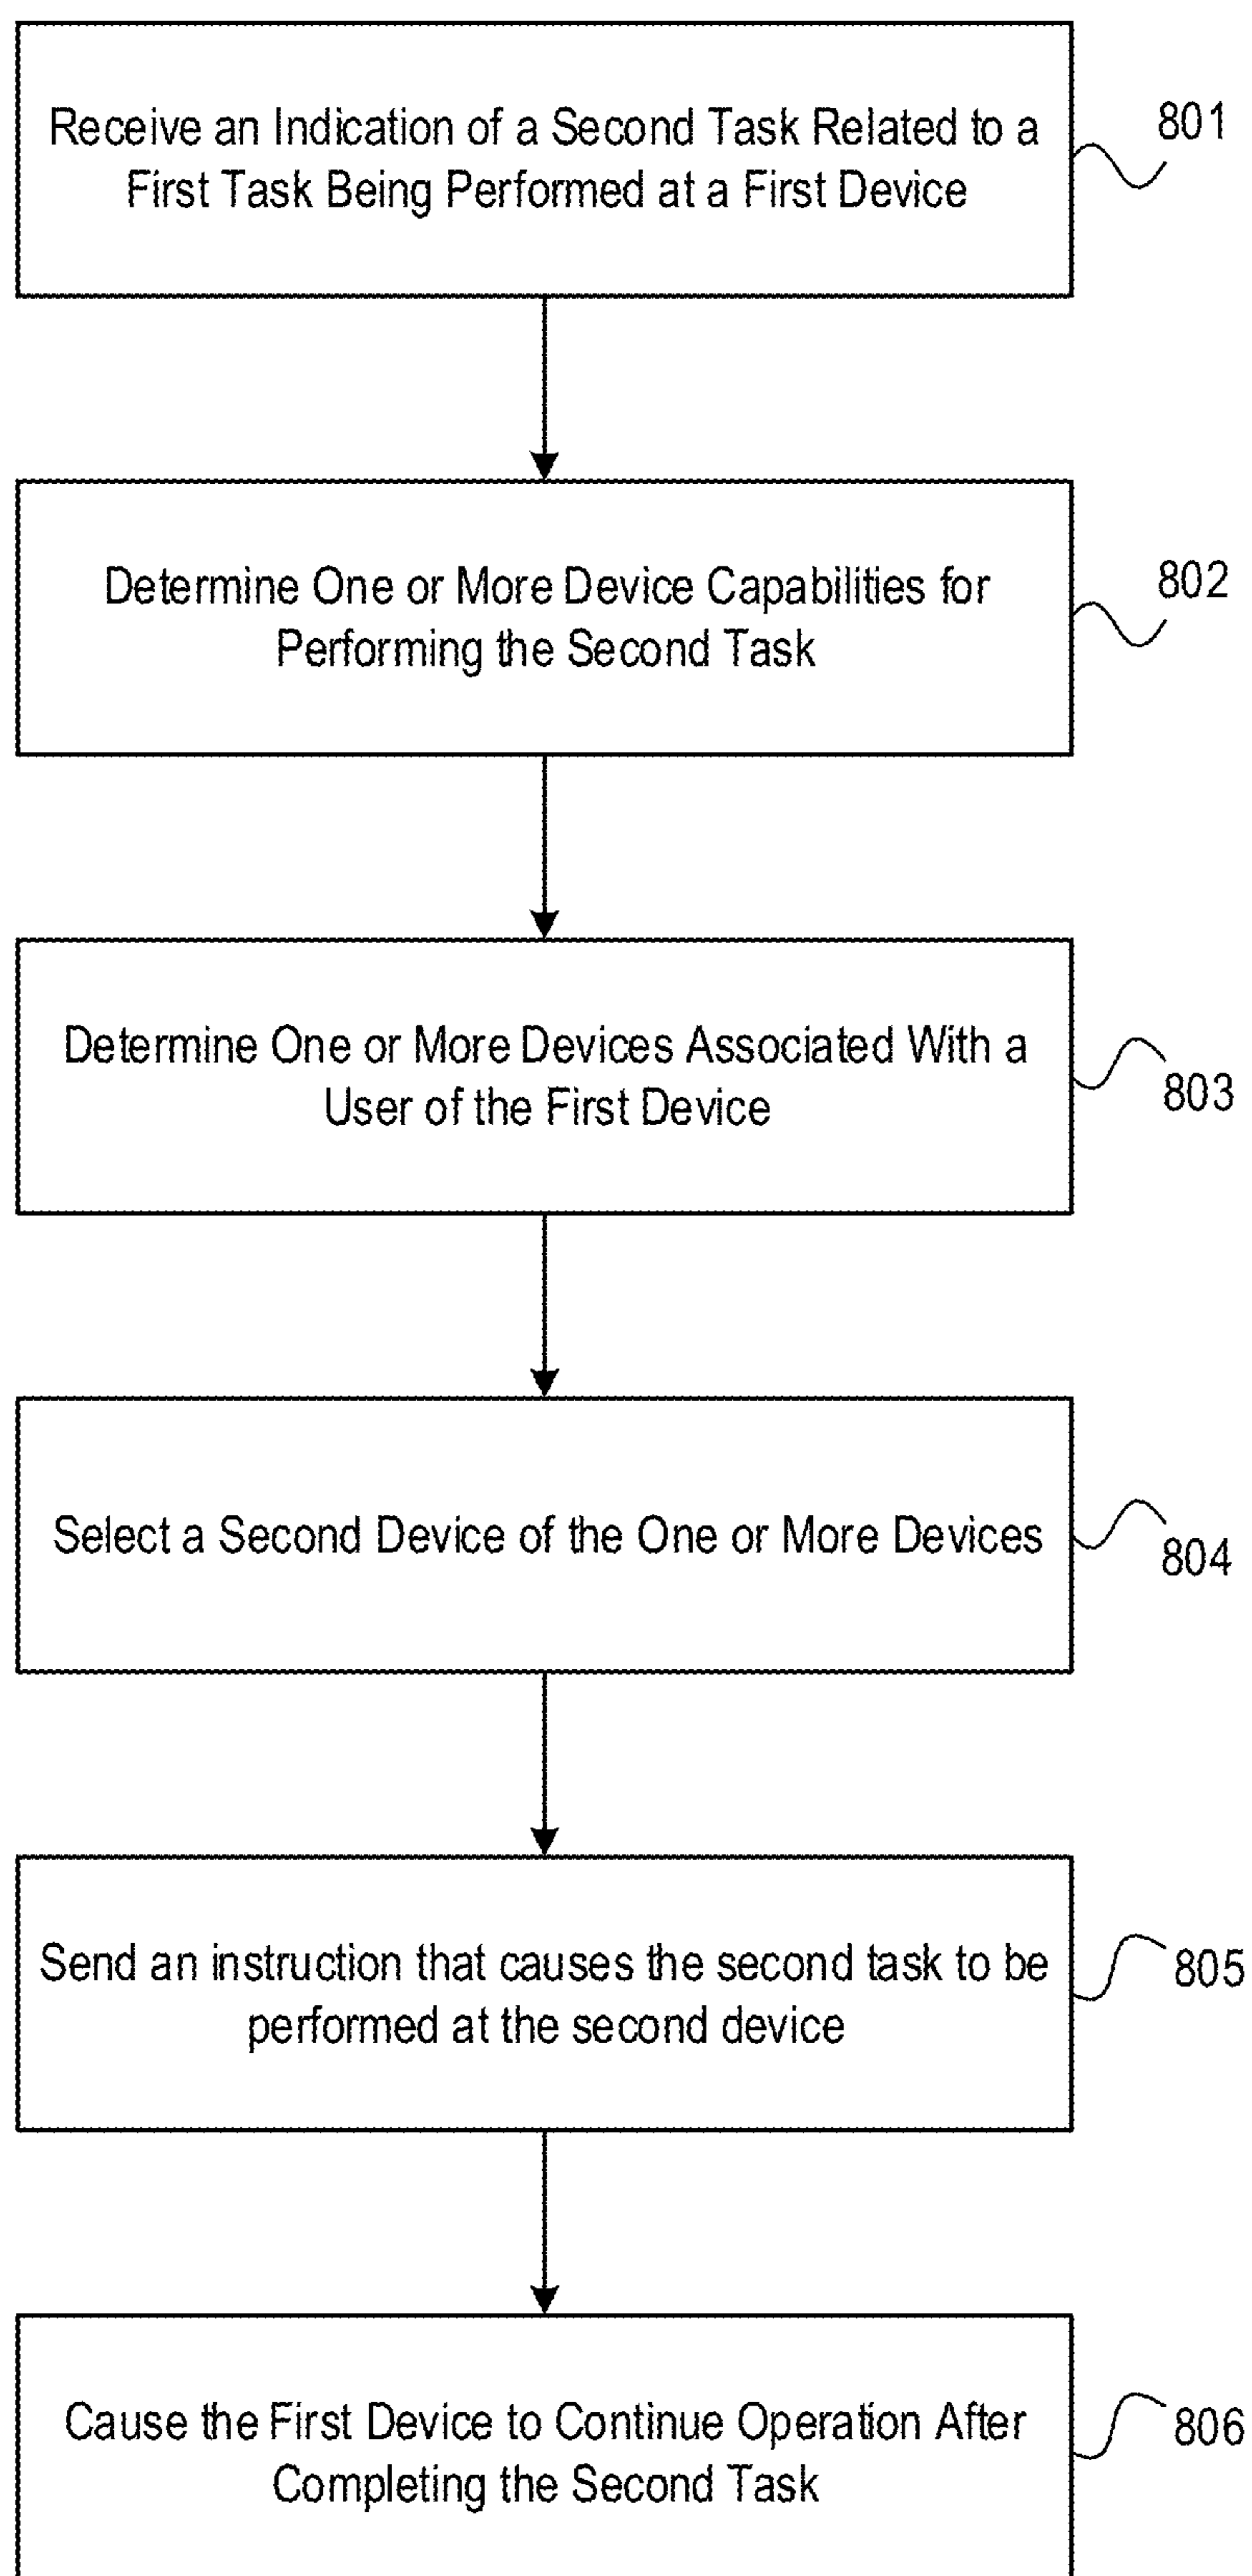 Receive an Indication of a Second Task Related to a
First Task Being Performed at a First Device
801
Determine One or More Device Capabilities for
Performing the Second Task
802
Determine One or More Devices Associated With a
User of the First Device
803
Select a Second Device of the One or More Devices
804
Send an instruction that causes the second task to be
performed at the second device
805
Cause the First Device to Continue Operation After
Completing the Second Task
806